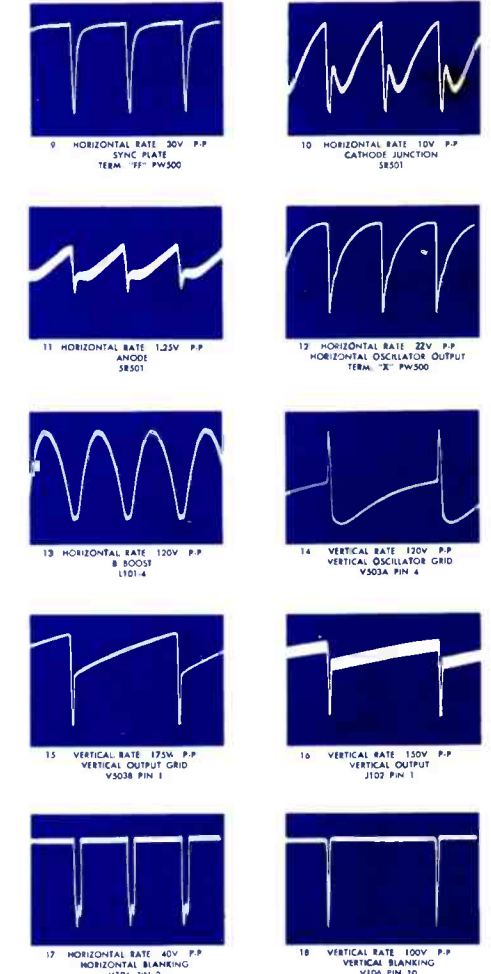 9 HORIZONTAL RATE 30V P-P
SYNC PLATE
TERM "FF" PW500
10 HORIZONTAL RATE 10V P-P
CATHODE JUNCTION
SR501
11 HORIZONTAL RATE 1.25V P-P
ANODE
SR501
12 HORIZONTAL RATE 22V P-P
HORIZONTAL OSCILLATOR OUTPUT
TERM. "X" PW500
13 HORIZONTAL RATE 120V P-P
B BOOST
L101-4
14 VERTICAL RATE 120V P-P
VERTICAL OSCILLATOR GRID
V503A PIN 4
15 VERTICAL RATE 175V P-P
VERTICAL OUTPUT GRID
V503B PIN 1
16 VERTICAL RATE 150V P-P
VERTICAL OUTPUT
J102 PIN 1
17 HORIZONTAL RATE 40V P-P
HORIZONTAL BLANKING
PIN
18 VERTICAL RATE 100V P-P
VERTICAL BLANKING
V106 PIN 10